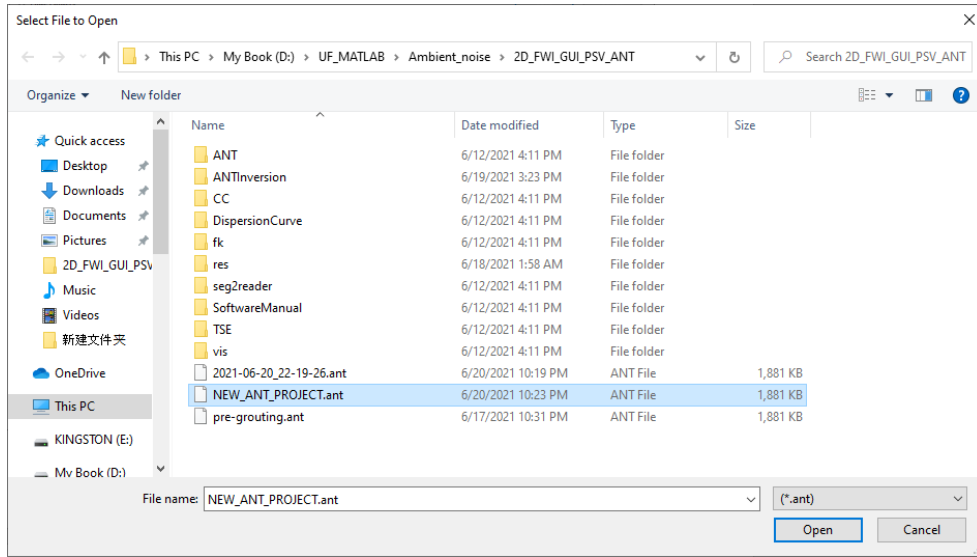 Select File to Open
This PC > My Book (D:) > UF_MATLAB > Ambient_noise > 2D_FWI_GUI_PSV_ANT
Search 2D_FWI_GUI_PSV_ANT
Organize
New folder
Quick access
Desktop
Downloads
Documents
Pictures
2D_FWI_GUI_PSV
Music
Videos
新建文件夹
OneDrive
This PC
KINGSTON (E:)
My Book (D:)
Name Date modified Type Size
ANT 6/12/2021 4:11 PM File folder
ANTInversion 6/19/2021 3:23 PM File folder
CC 6/12/2021 4:11 PM File folder
DispersionCurve 6/12/2021 4:11 PM File folder
fk 6/12/2021 4:11 PM File folder
res 6/18/2021 1:58 AM File folder
seg2reader 6/12/2021 4:11 PM File folder
SoftwareManual 6/12/2021 4:11 PM File folder
TSE 6/12/2021 4:11 PM File folder
vis 6/12/2021 4:11 PM File folder
2021-06-20_22-19-26.ant 6/20/2021 10:19 PM ANT File 1,881 KB
NEW_ANT_PROJECT.ant 6/20/2021 10:23 PM ANT File 1,881 KB
pre-grouting.ant 6/17/2021 10:31 PM ANT File 1,881 KB
File name: NEW_ANT_PROJECT.ant
(*.ant)
Open
Cancel